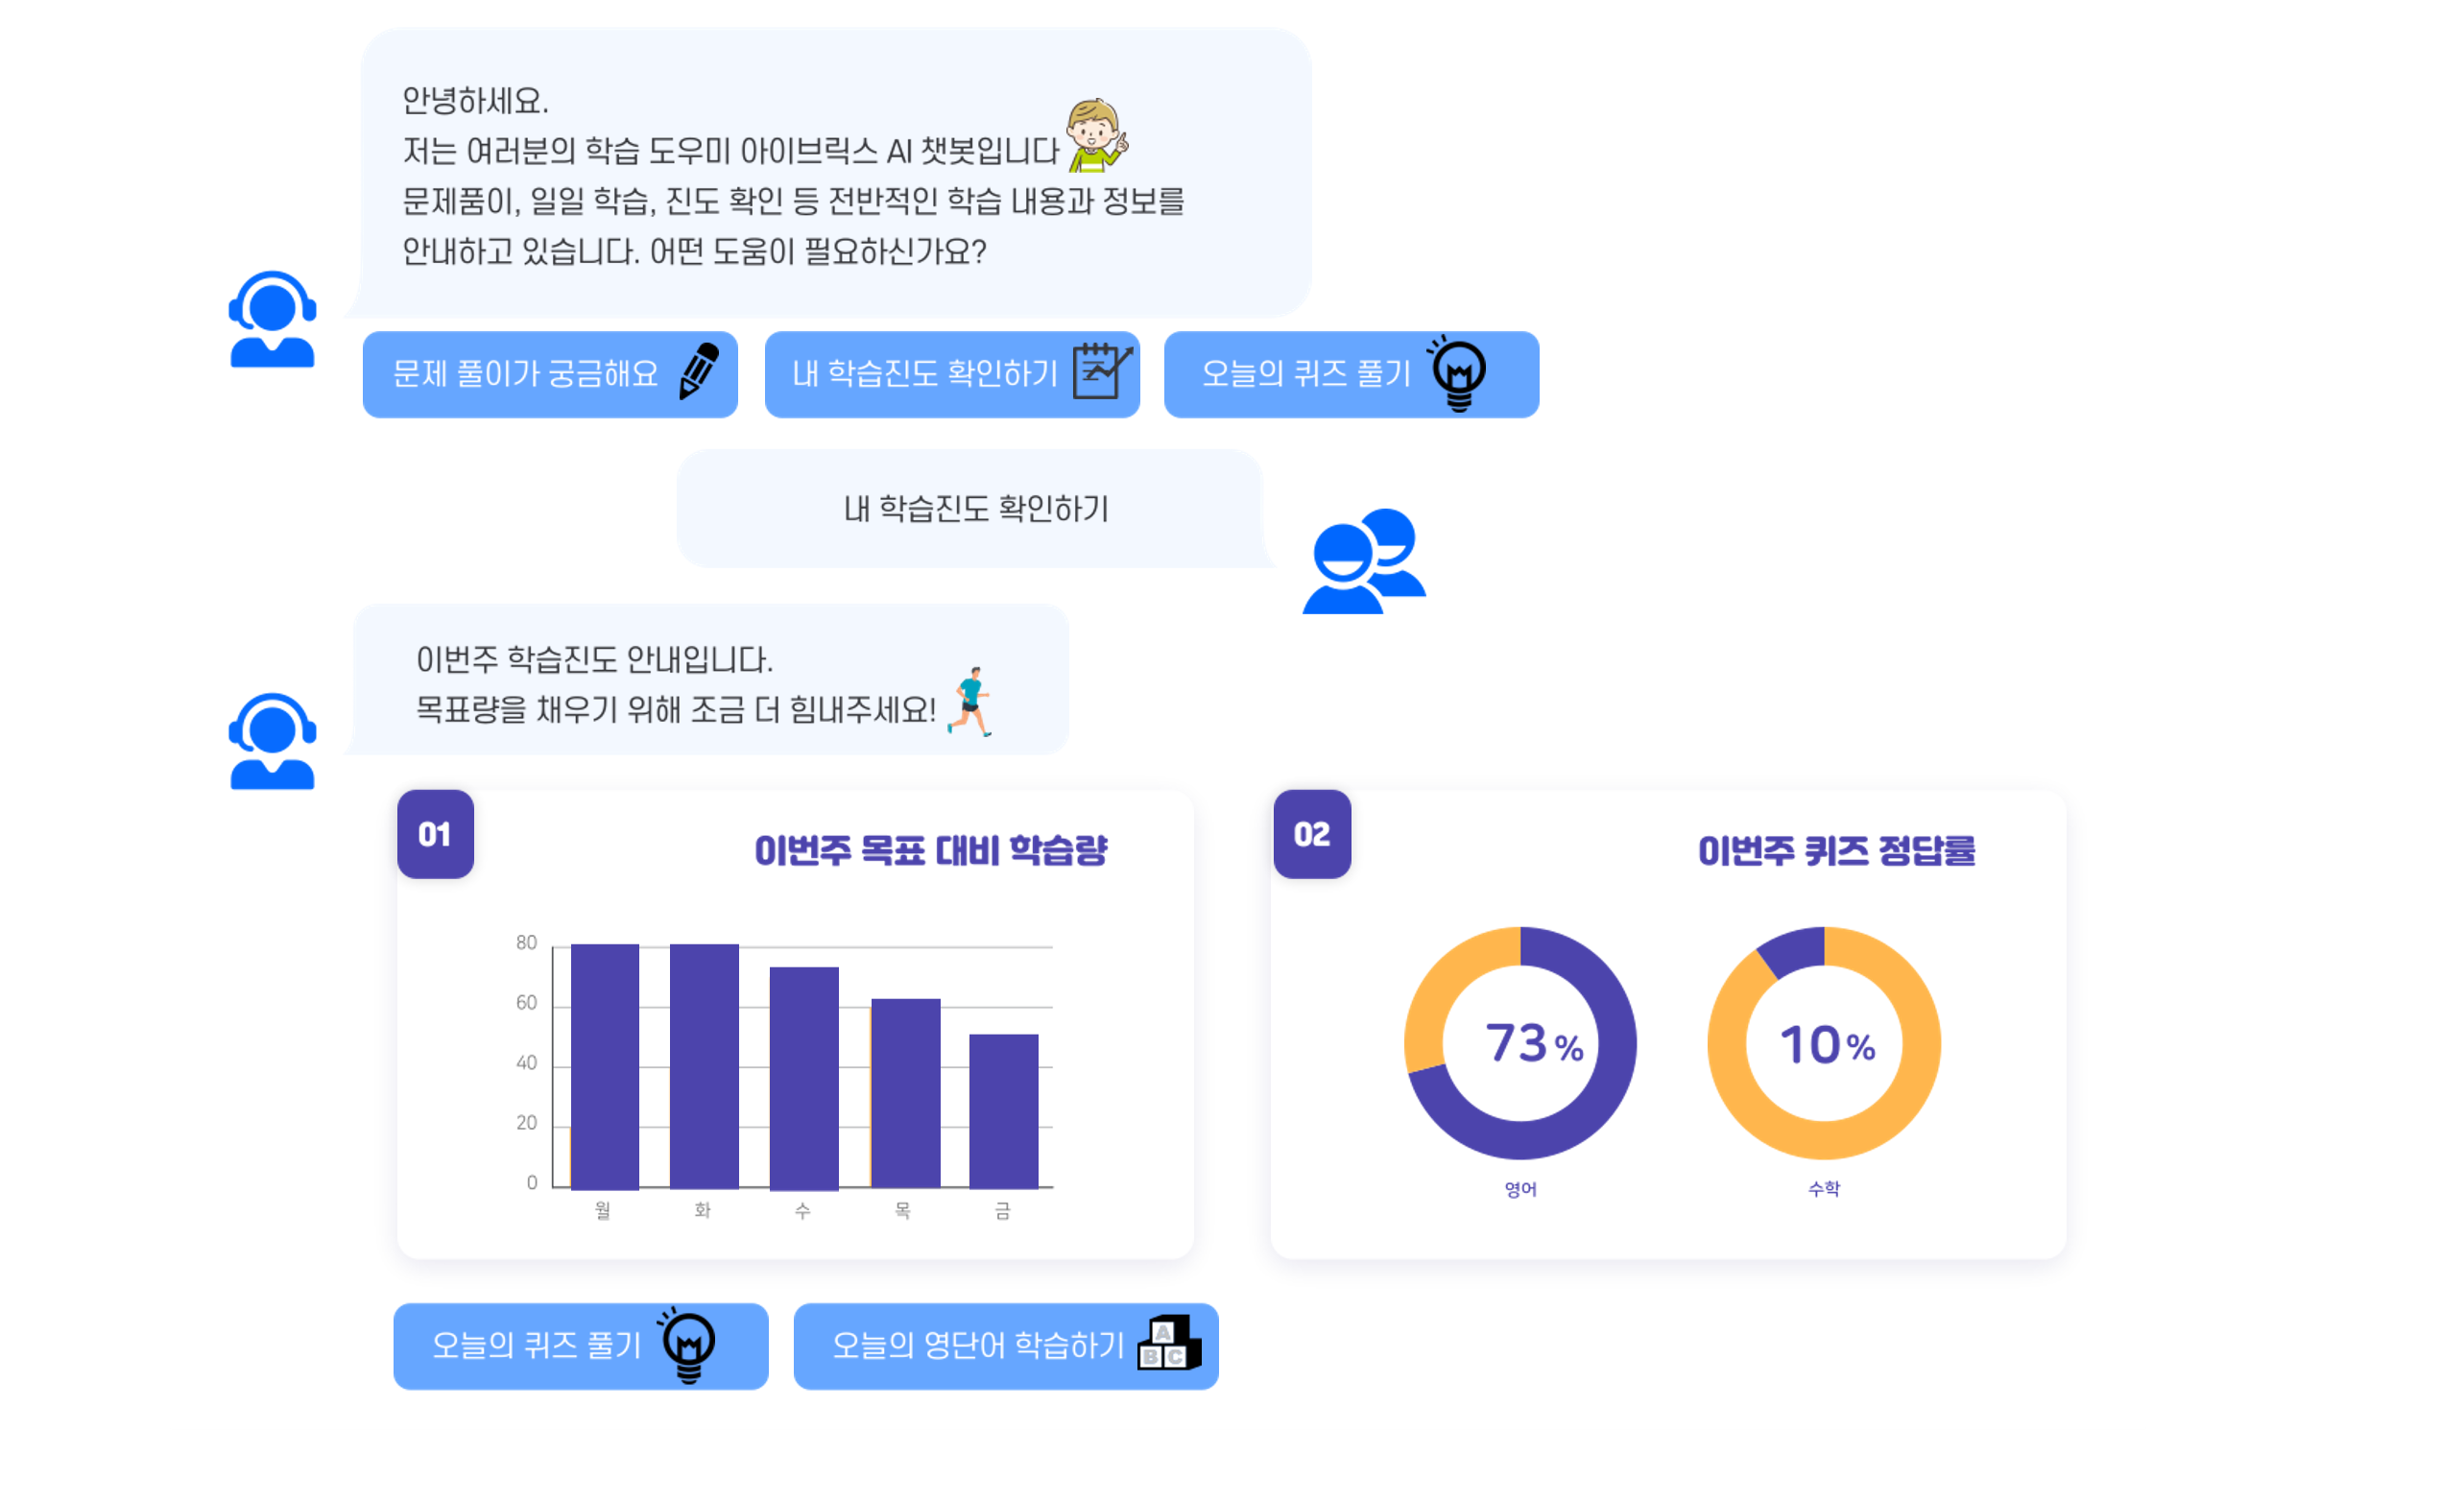 안녕하세요.
저는 여러분의 학습 도우미 아이브릭스 AI 챗봇입니다
문제품이, 일일 학습, 진도 확인 등 전반적인 학습 내용과 정보를
안내하고 있습니다. 어떤 도움이 필요하신가요?
문제 풀이가 궁금해요
내 학습진도 확인하기
오늘의 퀴즈 풀기
내 학습진도 확인하기
이번주 학습진도 안내입니다.
목표량을 채우기 위해 조금 더 힘내주세요!
01
이번주 목표 대비 학습량
80
60
40
20
0
월 화 수 목 금
02
이번주 퀴즈 정답률
73%
영어
10%
수학
오늘의 퀴즈 풀기
오늘의 영단어 학습하기
A
B C